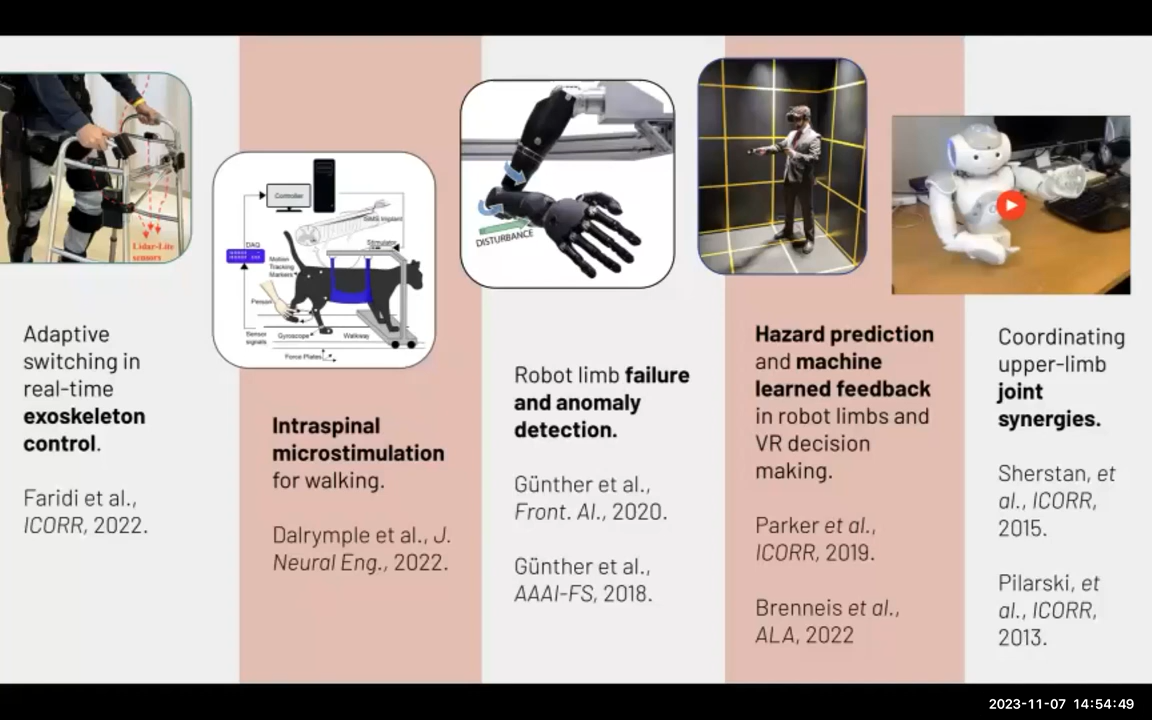 Lidar-Lite
sensors
Controller
SMS Implant
DAQ
Stimulator
Motion
Tracking
Markers
Person
Sensor
signals
Gyroscope
Walkway
Force Plates
DISTURBANCE
Adaptive
switching in
real-time
exoskeleton
control.
Faridi et al.,
ICORR, 2022.
Intraspinal
microstimulation
for walking.
Dalrymple et al., J.
Neural Eng., 2022.
Robot limb failure
and anomaly
detection.
Günther et al.,
Front. AI., 2020.
Günther et al.,
AAAI-FS, 2018.
Hazard prediction
and machine
learned feedback
in robot limbs and
VR decision
making.
Parker et al.,
ICORR, 2019.
Brenneis et al.,
ALA, 2022
Coordinating
upper-limb
joint
synergies.
Sherstan, et
al., ICORR,
2015.
Pilarski, et
al., ICORR,
2013.
2023-11-07 14:54:49